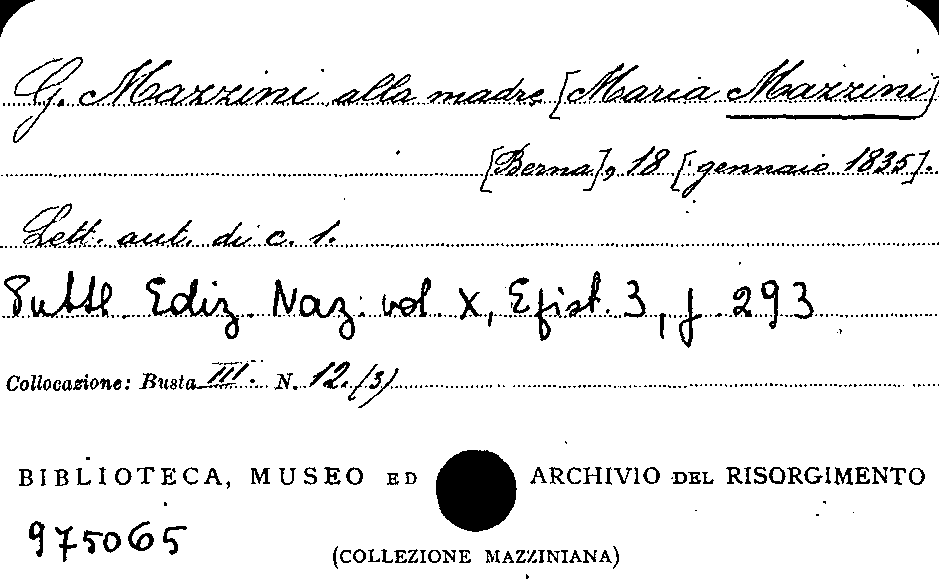 G. Mazzini alla madre [Maria Mazzini]
[Berna], 18 [gennaio 1835].
Lett. aut. di c. 1.
Pubbl. Ediz. Naz. vol. X, Epist. 3, p. 293
Collocazione: Busta III. N. 12.(3)
BIBLIOTECA, MUSEO ED ARCHIVIO DEL RISORGIMENTO
975065
(COLLEZIONE MAZZINIANA)